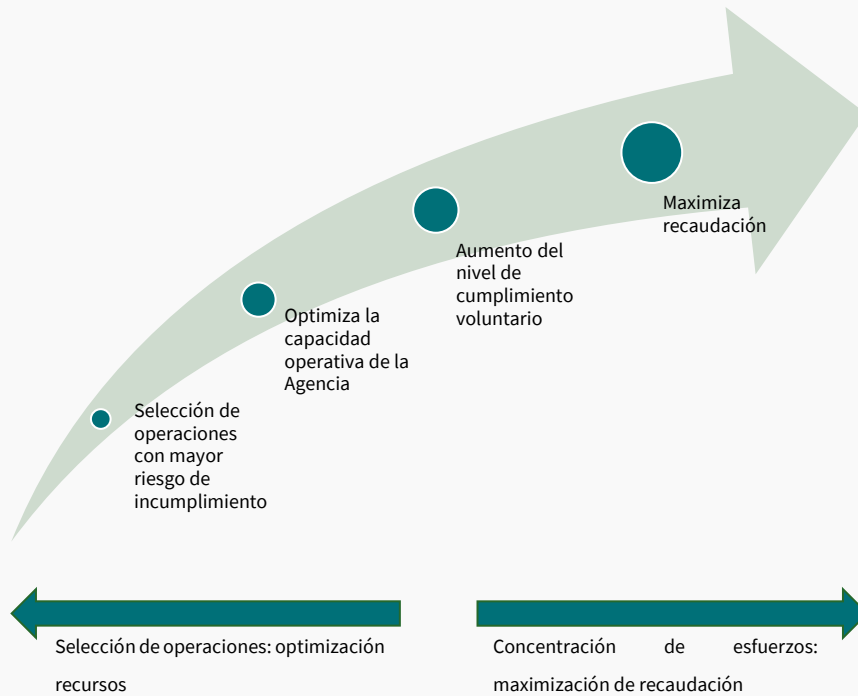 Maximiza
recaudación
Aumento del
nivel de
cumplimiento
voluntario
Optimiza la
capacidad
operativa de la
Agencia
Selección de
operaciones
con mayor
riesgo de
incumplimiento
Selección de operaciones: optimización
recursos
Concentración de esfuerzos:
maximización de recaudación